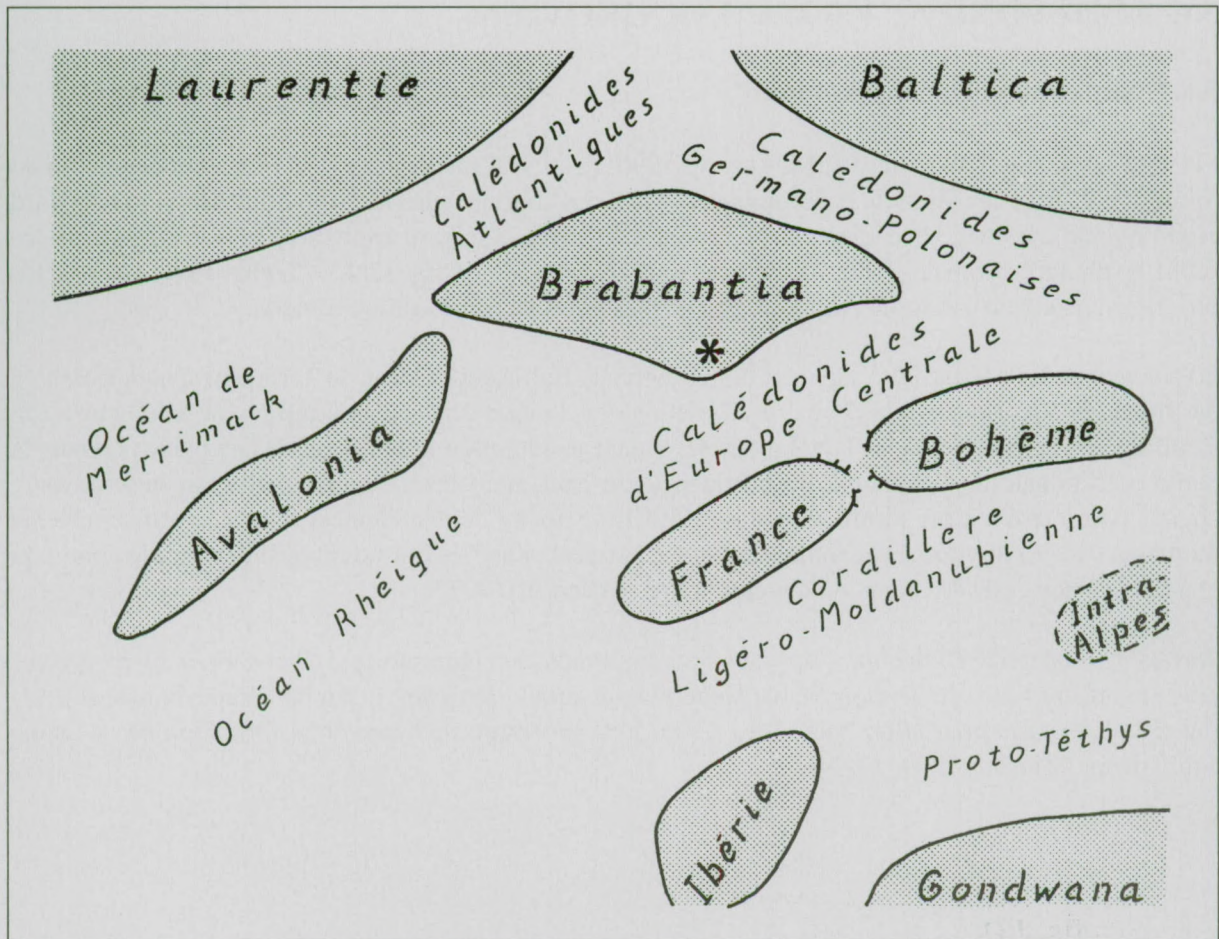 Laurentie
Baltica
Calédonides
Atlantiques
Calédonides
Germano-Polonaises
Brabantia
*
Océan de
Merrimack
Avalonia
Calédonides
d'Europe Centrale
Bohême
France
Cordillère
Ligéro-Moldanubienne
Intra-
Alpes
Océan Rhéique
Ibérie
Proto-Téthys
Gondwana